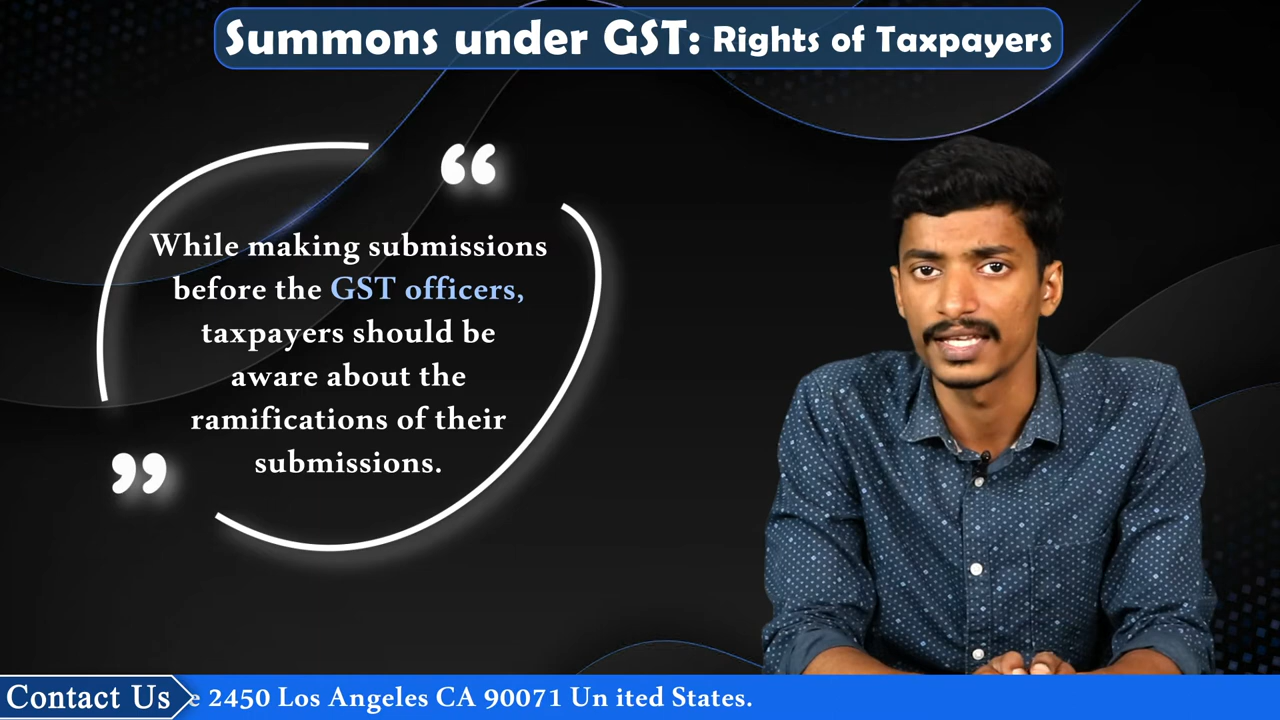 Summons under GST: Rights of Taxpayers
“
While making submissions
before the GST officers,
taxpayers should be
aware about the
ramifications of their
submissions.
”
Contact Us e 2450 Los Angeles CA 90071 Un ited States.